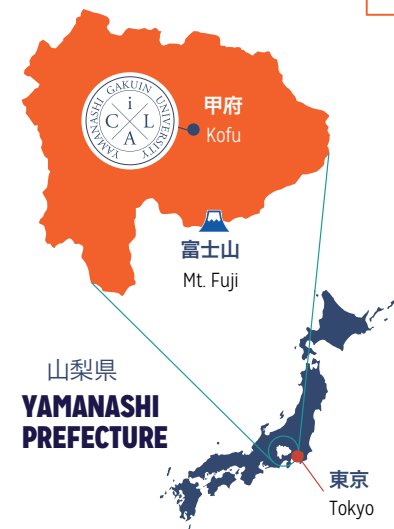 YAMANASHI GAKUIN UNIVERSITY
i
C L
A
甲府
Kofu
富士山
Mt. Fuji
山梨県
YAMANASHI
PREFECTURE
東京
Tokyo